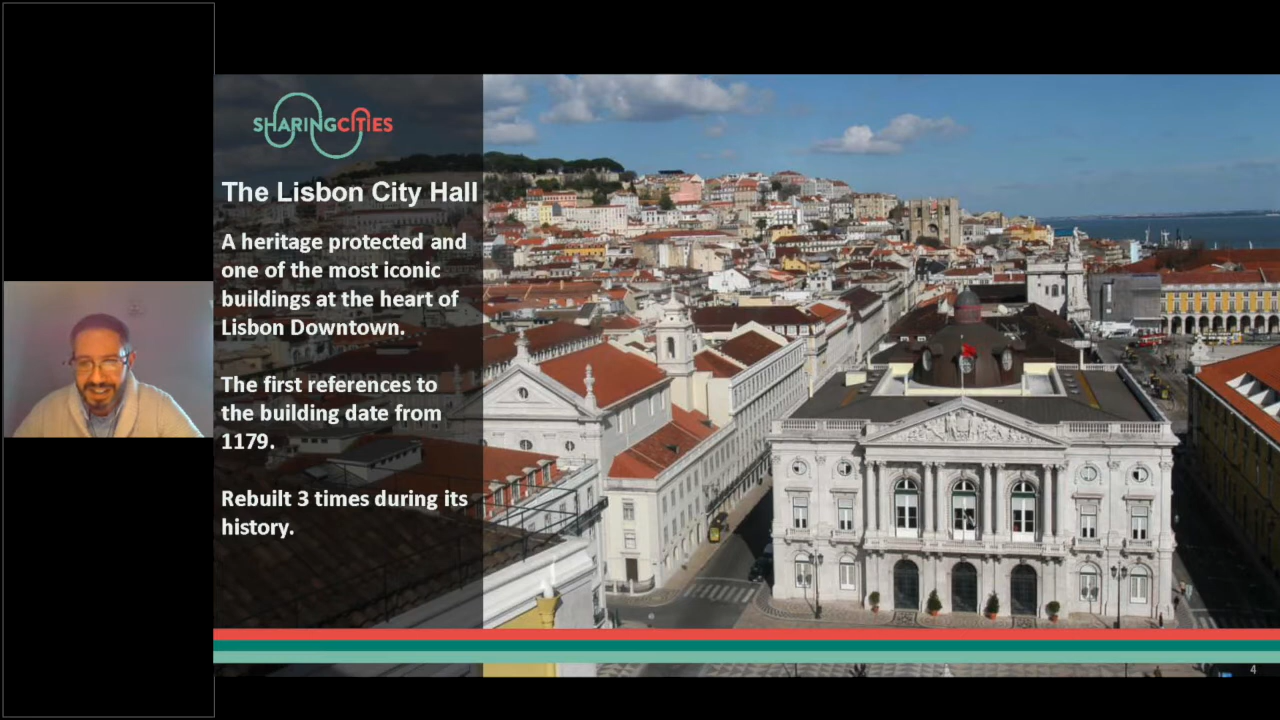 SHARINGCITIES
The Lisbon City Hall
A heritage protected and
one of the most iconic
buildings at the heart of
Lisbon Downtown.
The first references to
the building date from
1179.
Rebuilt 3 times during its
history.
4